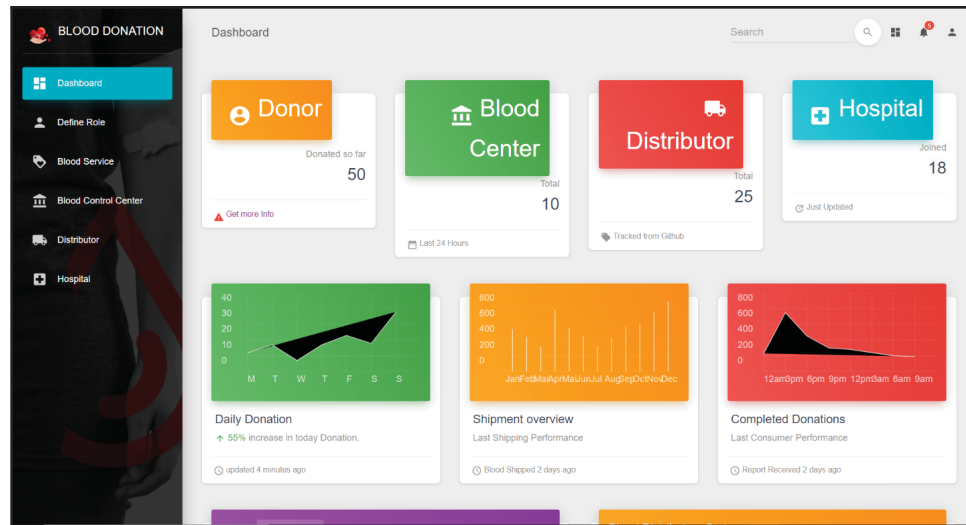 BLOOD DONATION
Dashboard
Define Role
Blood Service
Blood Control Center
Distributor
Hospital
Dashboard
Search
5
Donor
Donated so far
50
Get more Info
Blood
Center
Total
10
Last 24 Hours
Distributor
Total
25
Tracked from Github
Hospital
Joined
18
Just Updated
40
30
20
10
0
M T W T F S S
Daily Donation
55% increase in today Donation.
updated 4 minutes ago
800
600
400
200
0
JanFebMarAprMaiJunJul AugSepOctNovDec
Shipment overview
Last Shipping Performance
Blood Shipped 2 days ago
800
600
400
200
0
12am3pm 6pm 9pm 12pm3am 6am 9am
Completed Donations
Last Consumer Performance
Report Received 2 days ago